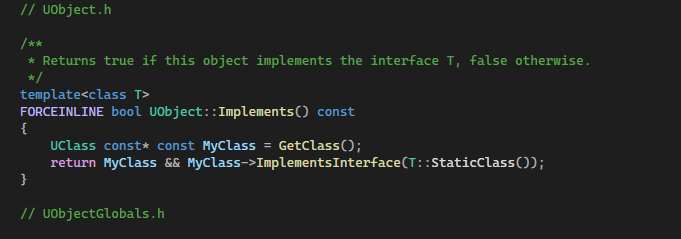 // UObject.h
/**
 * Returns true if this object implements the interface T, false otherwise.
 */
template<class T>
FORCEINLINE bool UObject::Implements() const
{
    UClass const* const MyClass = GetClass();
    return MyClass && MyClass->ImplementsInterface(T::StaticClass());
}
// UObjectGlobals.h